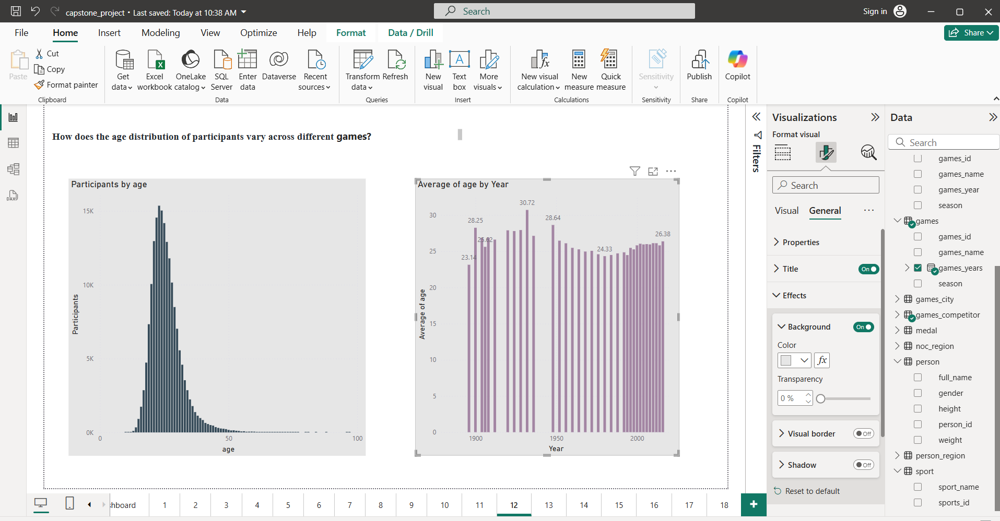 capstone_project • Last saved: Today at 10:38 AM
Search
Sign in
File Home Insert Modeling View Optimize Help Format Data / Drill
Share
Paste
Cut
Copy
Format painter
Clipboard
Get data
Excel workbook
OneLake catalog
SQL Server
Enter data
Dataverse
Recent sources
Data
Transform data
Refresh
Queries
New visual
Text box
More visuals
Insert
New visual calculation
New measure
Quick measure
Calculations
Sensitivity
Sensitivity
Publish
Share
Copilot
Copilot
How does the age distribution of participants vary across different games?
Participants by age
15K
10K
5K
0K
Participants
0 50 100
age
Average of age by Year
30
25
20
15
10
5
0
Average of age
23.14
28.25
30.72
28.64
24.33
26.38
1900 1950 2000
Year
Filters
Visualizations
Format visual
Search
Visual General
Properties
Title On
Effects
Background On
Color
fx
Transparency
0 %
Visual border Off
Shadow Off
Reset to default
Data
Search
games_id
games_name
games_year
season
games
games_id
games_name
games_years
season
games_city
games_competitor
medal
noc_region
person
full_name
gender
height
person_id
weight
person_region
sport
sport_name
sports_id
DAX
shboard 1 2 3 4 5 6 7 8 9 10 11 12 13 14 15 16 17 18